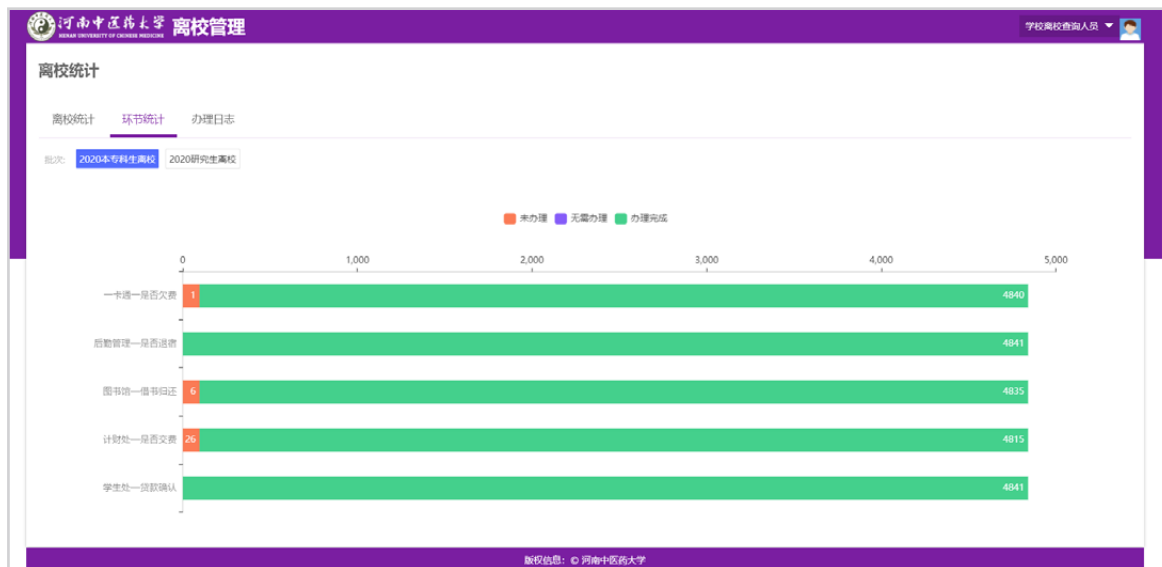 河南中医药大学 离校管理
HENAN UNIVERSITY OF CHINESE MEDICINE
学校离校查询人员
离校统计
离校统计 环节统计 办理日志
批次: 2020本专科生离校 2020研究生离校
未办理 无需办理 办理完成
0 1,000 2,000 3,000 4,000 5,000
一卡通—是否欠费 1 4840
后勤管理—是否退宿 4841
图书馆—借书归还 6 4835
计财处—是否交费 26 4815
学生处—贷款确认 4841
版权信息: © 河南中医药大学